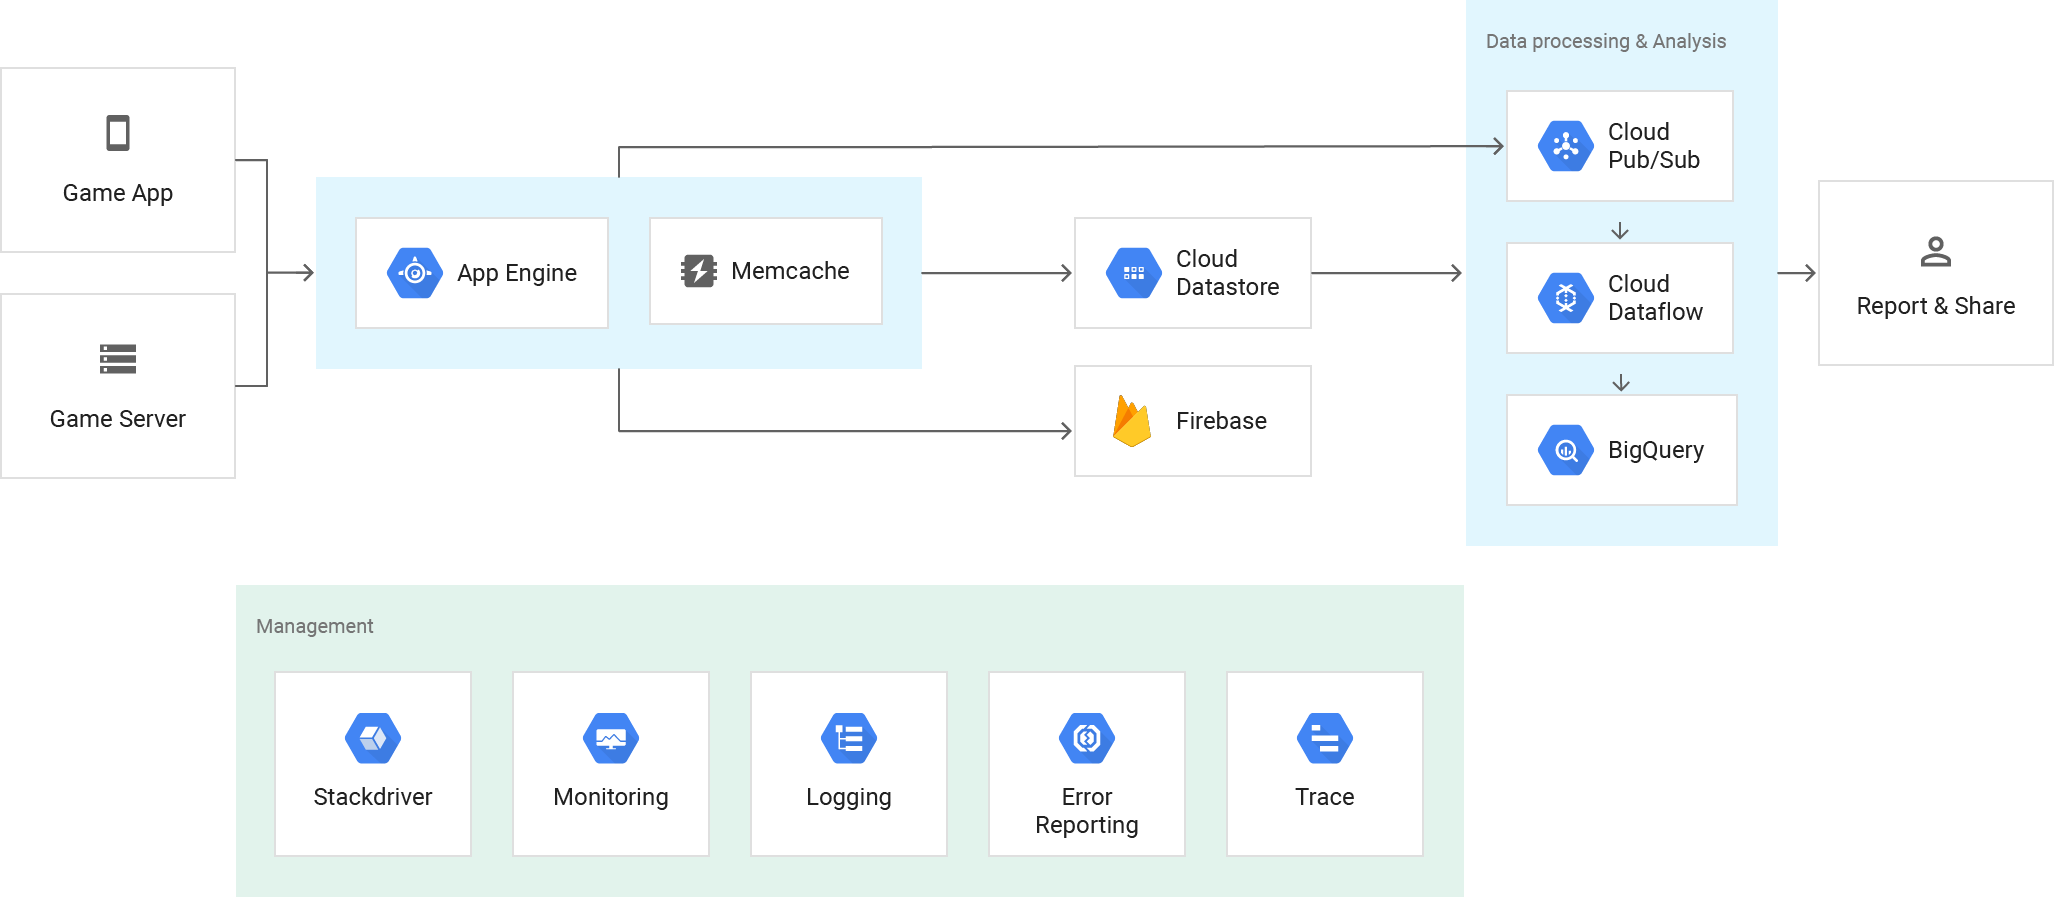 Data processing & Analysis
Game App
Game Server
App Engine
Memcache
Cloud
Datastore
Firebase
Cloud
Pub/Sub
Cloud
Dataflow
BigQuery
Report & Share
Management
Stackdriver
Monitoring
Logging
Error
Reporting
Trace